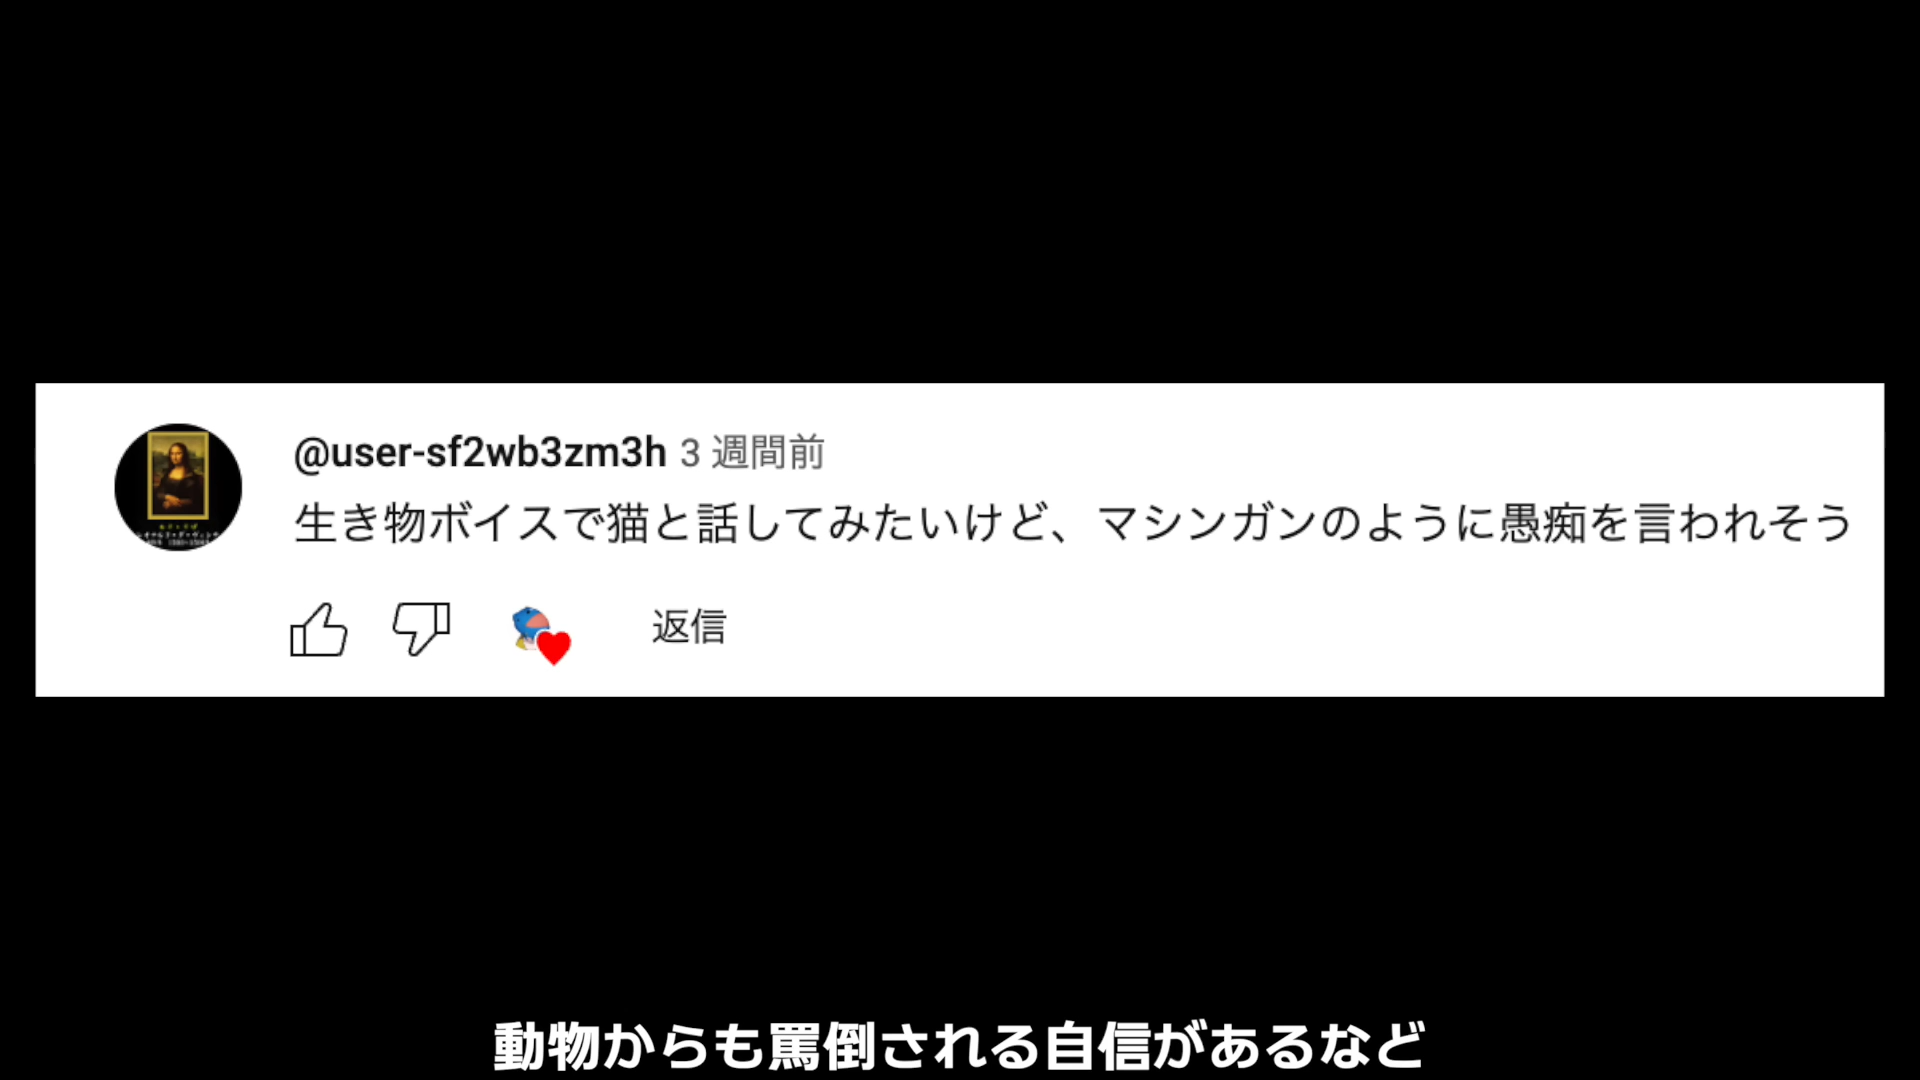 @user-sf2wb3zm3h 3 週間前
生き物ボイスで猫と話してみたいけど、マシンガンのように愚痴を言われそう
返信
動物からも罵倒される自信があるなど